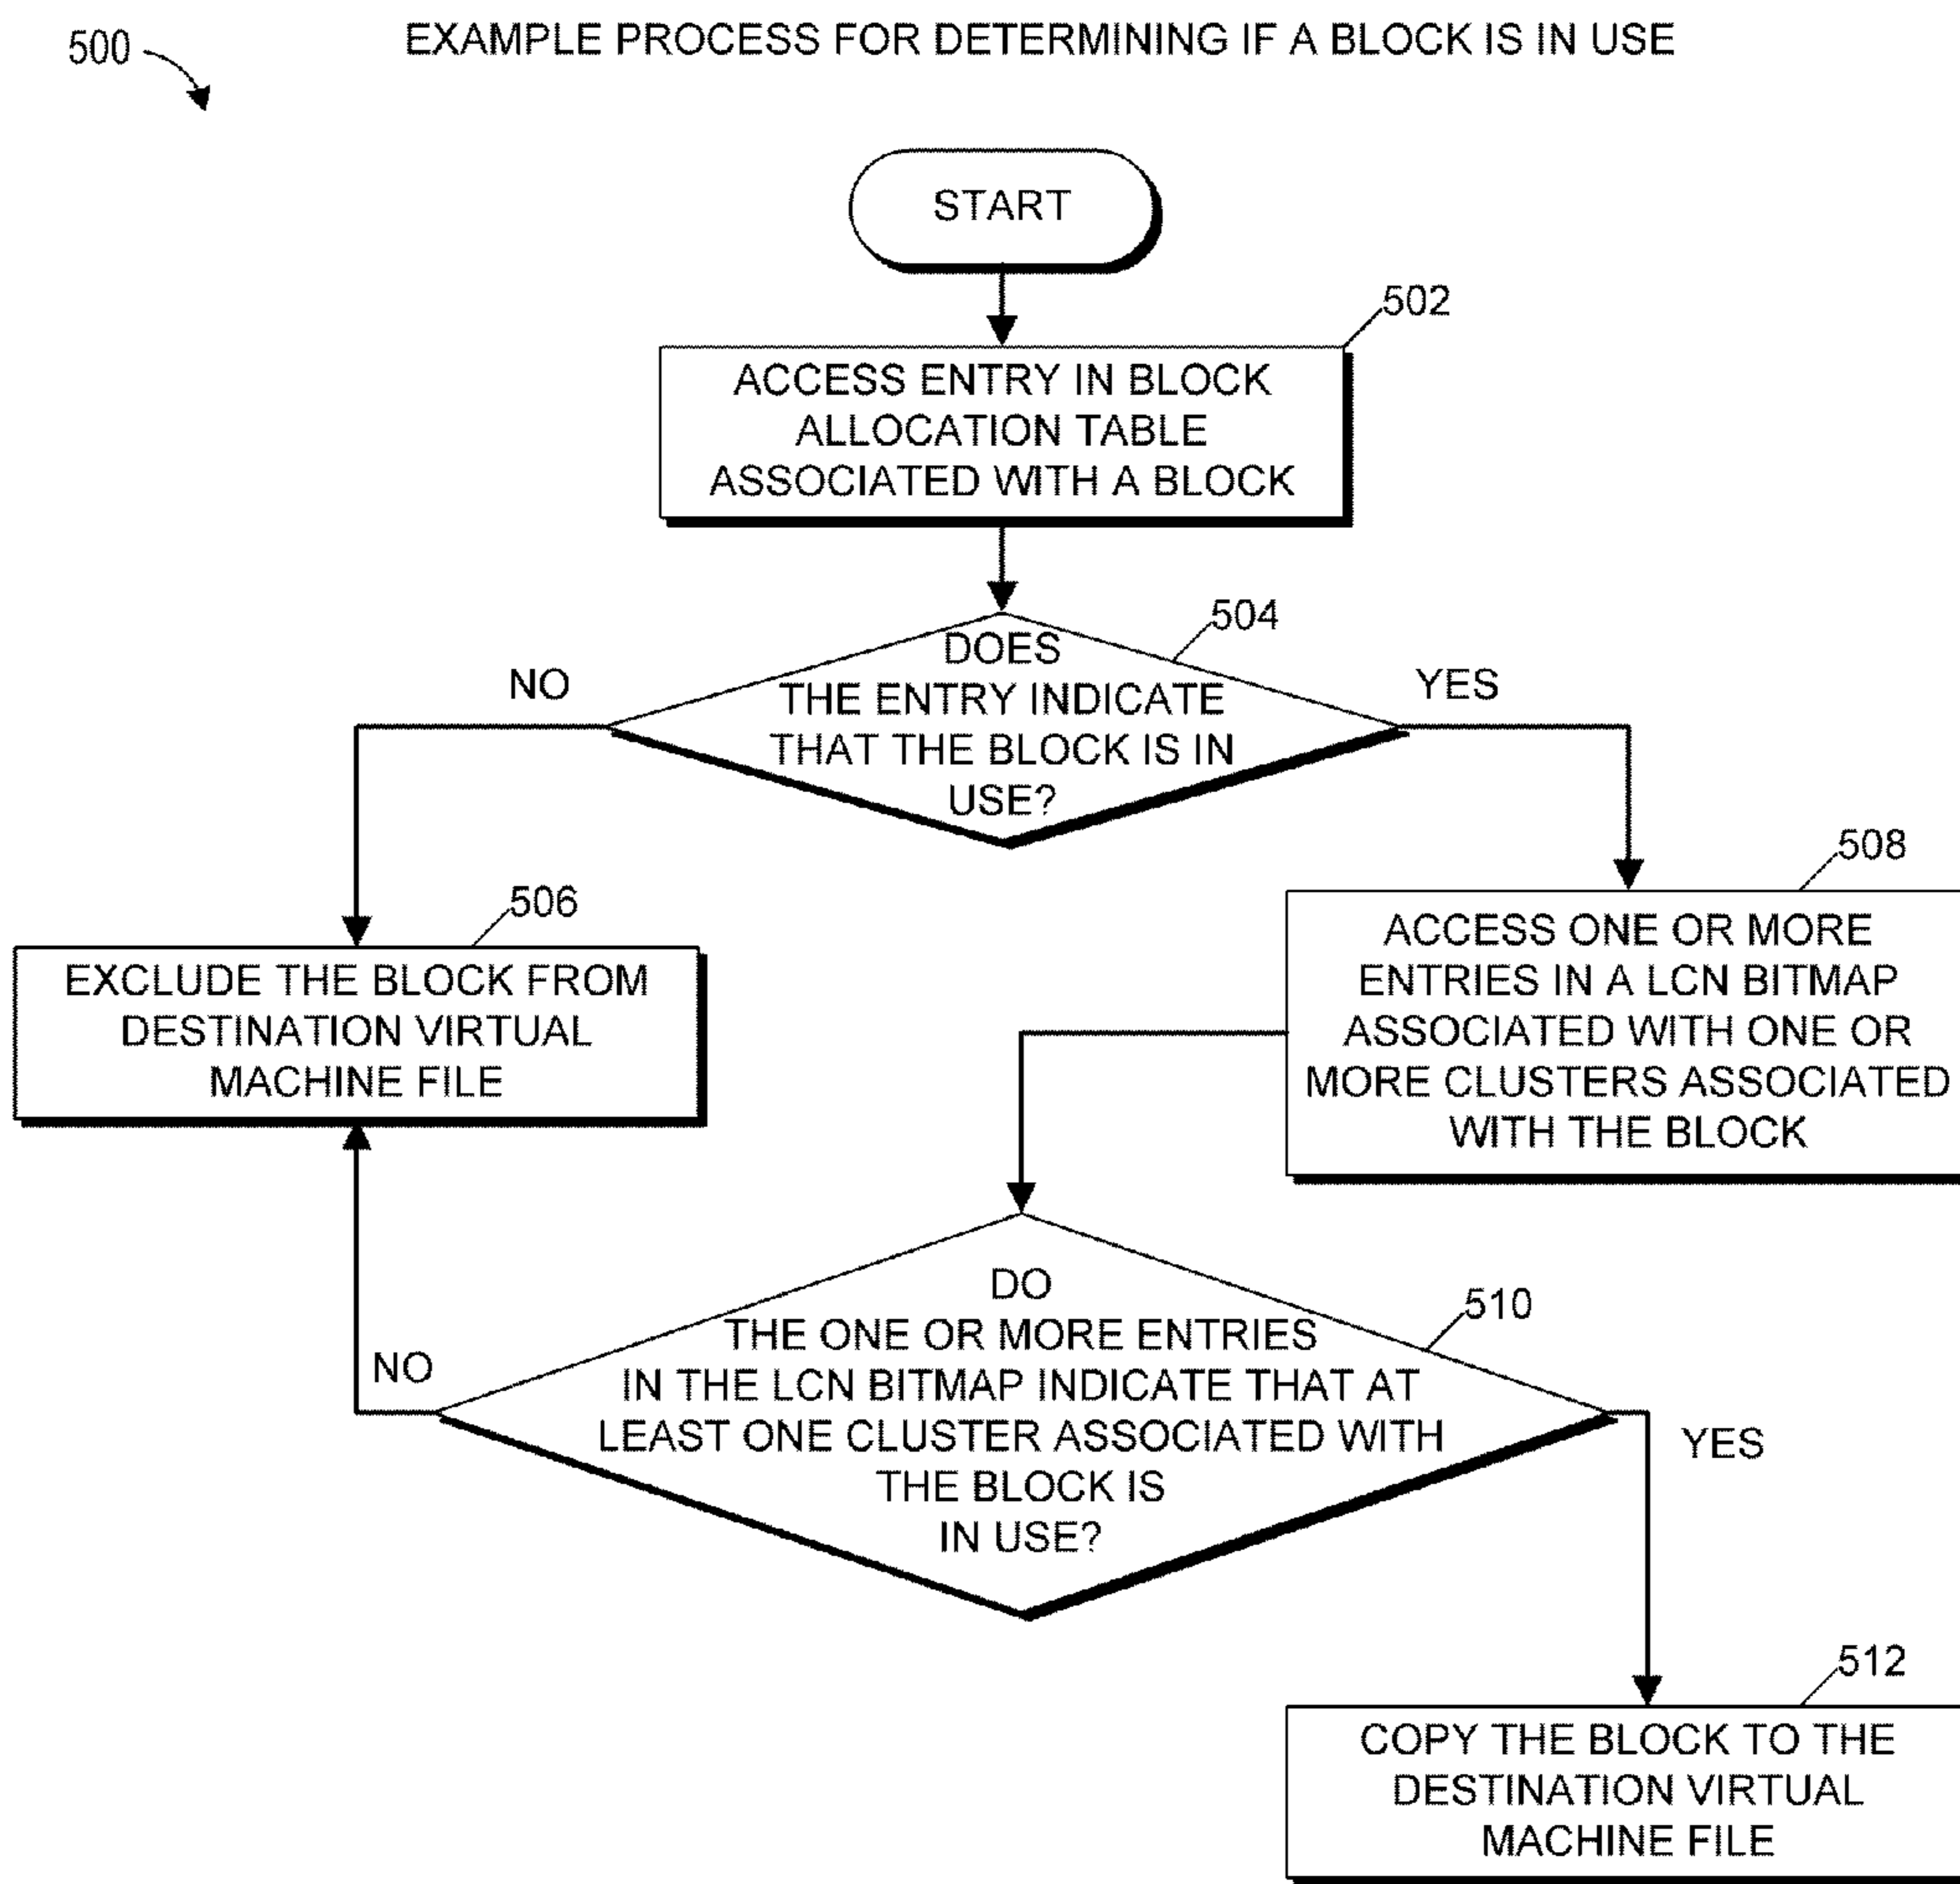 500
EXAMPLE PROCESS FOR DETERMINING IF A BLOCK IS IN USE
START
502
ACCESS ENTRY IN BLOCK
ALLOCATION TABLE
ASSOCIATED WITH A BLOCK
504
DOES
THE ENTRY INDICATE
THAT THE BLOCK IS IN
USE?
NO
YES
506
EXCLUDE THE BLOCK FROM
DESTINATION VIRTUAL
MACHINE FILE
508
ACCESS ONE OR MORE
ENTRIES IN A LCN BITMAP
ASSOCIATED WITH ONE OR
MORE CLUSTERS ASSOCIATED
WITH THE BLOCK
510
DO
THE ONE OR MORE ENTRIES
IN THE LCN BITMAP INDICATE THAT AT
LEAST ONE CLUSTER ASSOCIATED WITH
THE BLOCK IS
IN USE?
NO
YES
512
COPY THE BLOCK TO THE
DESTINATION VIRTUAL
MACHINE FILE